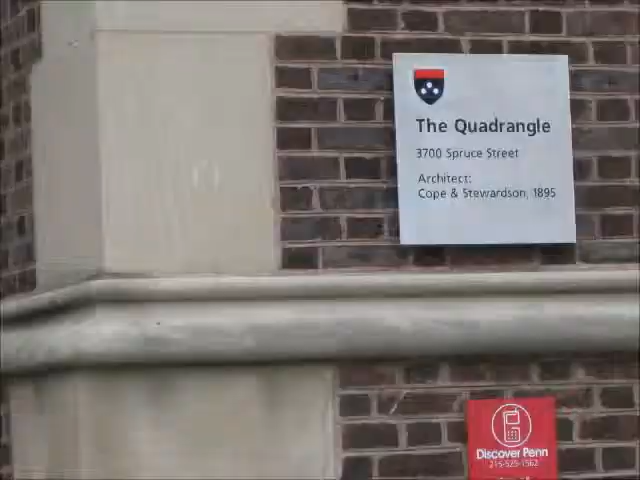 The Quadrangle
3700 Spruce Street
Architect:
Cope & Stewardson, 1895
Discover Penn
215-525-1562